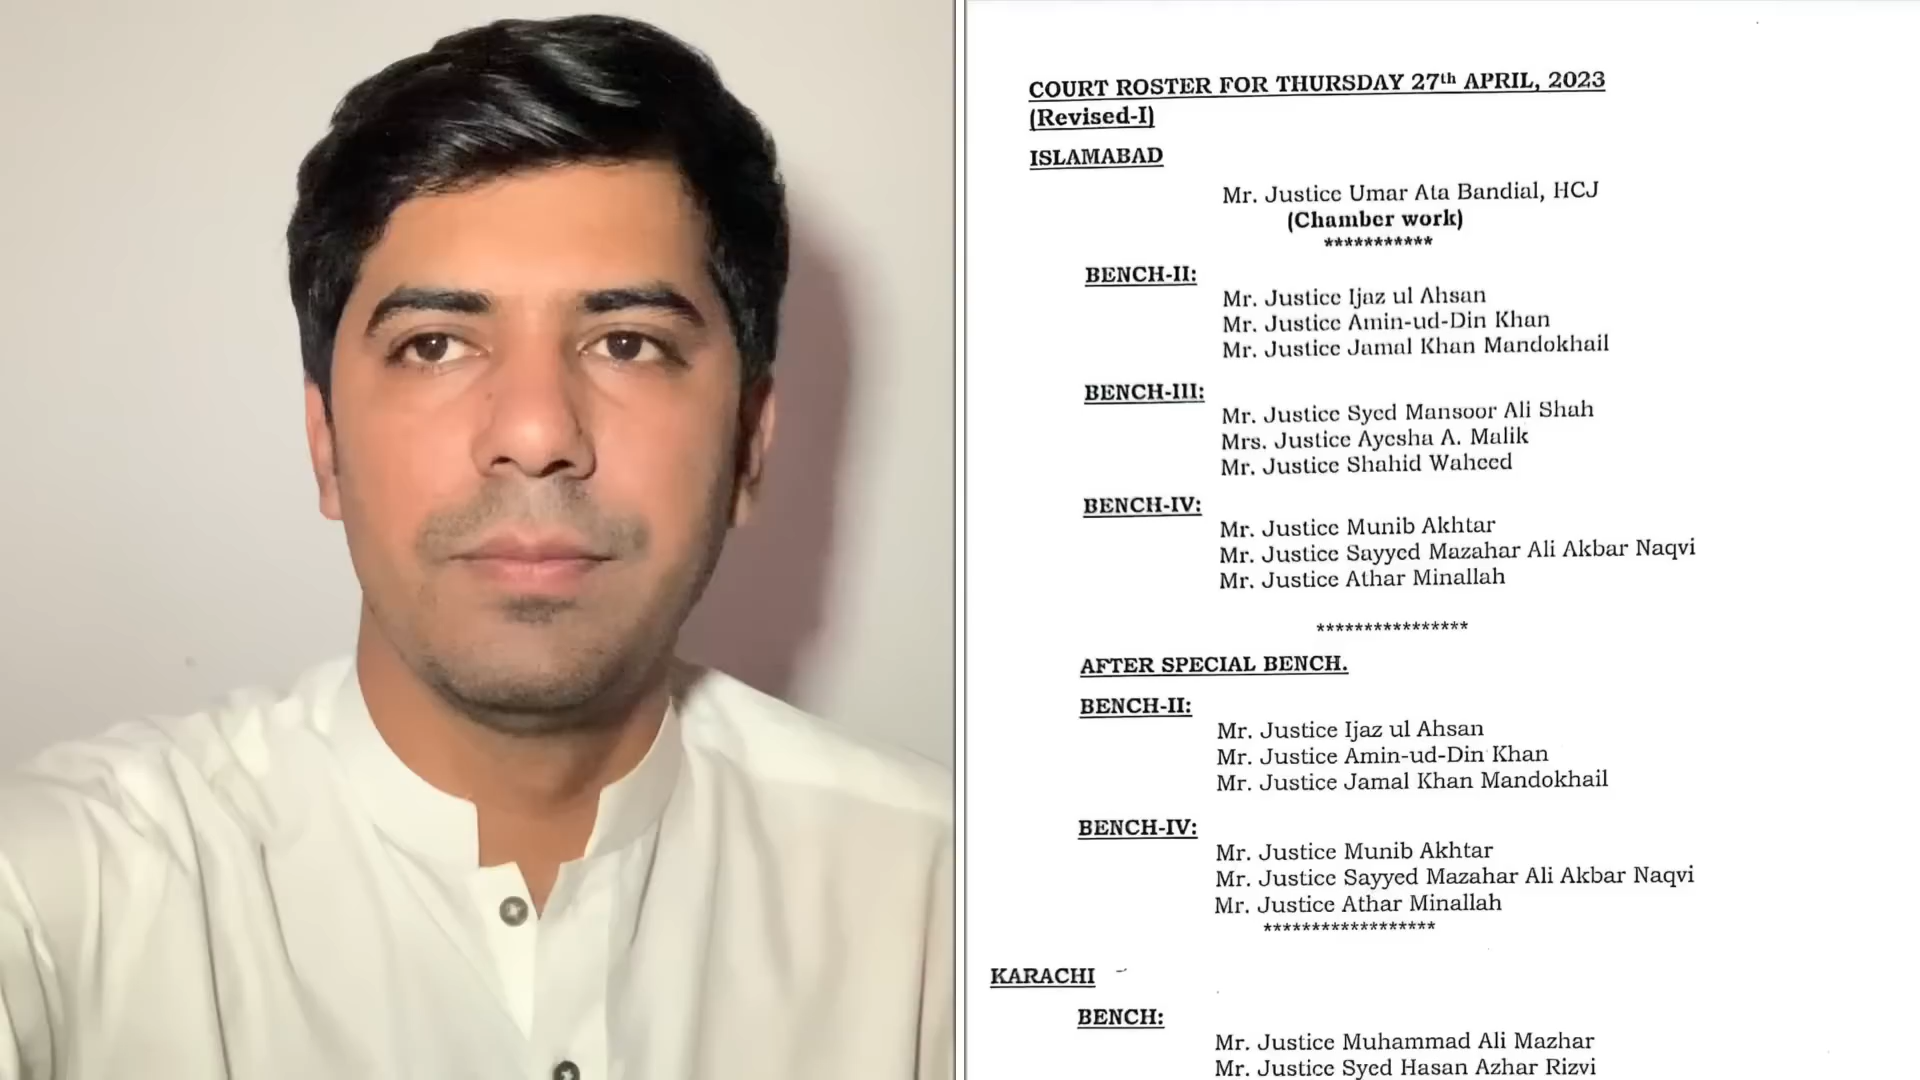 COURT ROSTER FOR THURSDAY 27th APRIL, 2023
(Revised-I)
ISLAMABAD
Mr. Justice Umar Ata Bandial, HCJ
(Chamber work)
***********
BENCH-II:
Mr. Justice Ijaz ul Ahsan
Mr. Justice Amin-ud-Din Khan
Mr. Justice Jamal Khan Mandokhail
BENCH-III:
Mr. Justice Syed Mansoor Ali Shah
Mrs. Justice Ayesha A. Malik
Mr. Justice Shahid Waheed
BENCH-IV:
Mr. Justice Munib Akhtar
Mr. Justice Sayyed Mazahar Ali Akbar Naqvi
Mr. Justice Athar Minallah
****************
AFTER SPECIAL BENCH.
BENCH-II:
Mr. Justice Ijaz ul Ahsan
Mr. Justice Amin-ud-Din Khan
Mr. Justice Jamal Khan Mandokhail
BENCH-IV:
Mr. Justice Munib Akhtar
Mr. Justice Sayyed Mazahar Ali Akbar Naqvi
Mr. Justice Athar Minallah
******************
KARACHI
BENCH:
Mr. Justice Muhammad Ali Mazhar
Mr. Justice Syed Hasan Azhar Rizvi